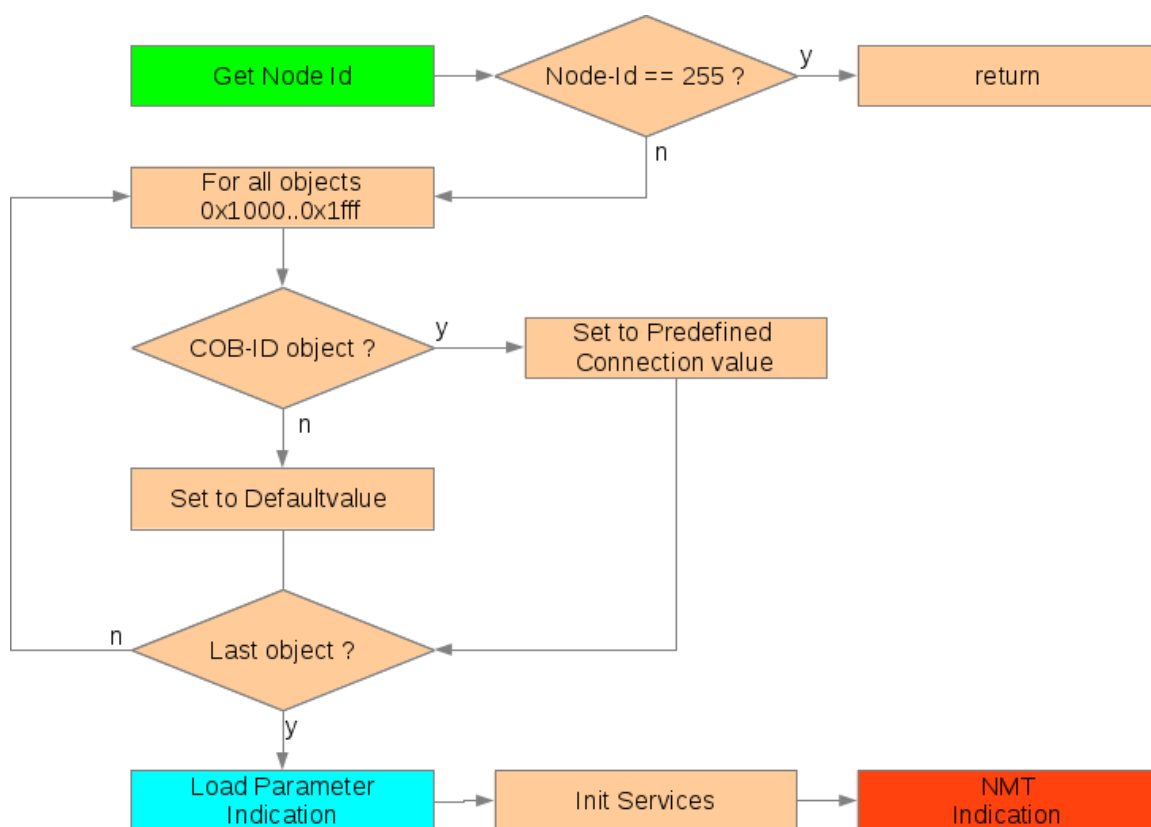 Get Node Id
Node-Id == 255 ?
y
return
n
For all objects
0x1000..0x1fff
COB-ID object ?
y
Set to Predefined
Connection value
n
Set to Defaultvalue
n
Last object ?
y
Load Parameter
Indication
Init Services
NMT
Indication